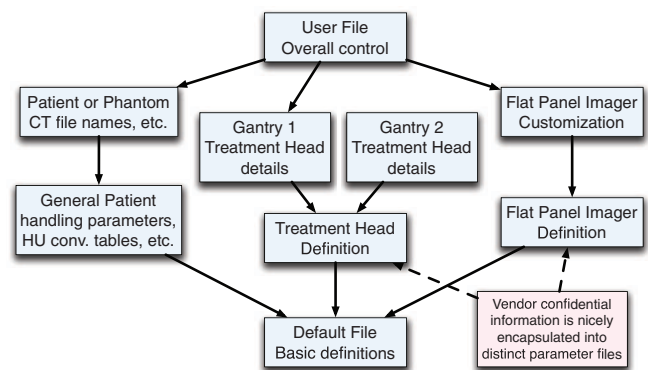 User File
Overall control
Patient or Phantom
CT file names, etc.
Gantry 1
Treatment Head
details
Gantry 2
Treatment Head
details
Flat Panel Imager
Customization
General Patient
handling parameters,
HU conv. tables, etc.
Treatment Head
Definition
Flat Panel Imager
Definition
Default File
Basic definitions
Vendor confidential
information is nicely
encapsulated into
distinct parameter files